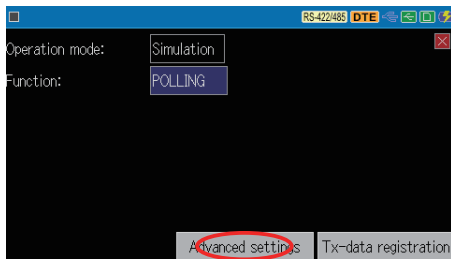 RS-422/485 DTE
Operation mode: Simulation
Function: POLLING
Advanced settings Tx-data registration